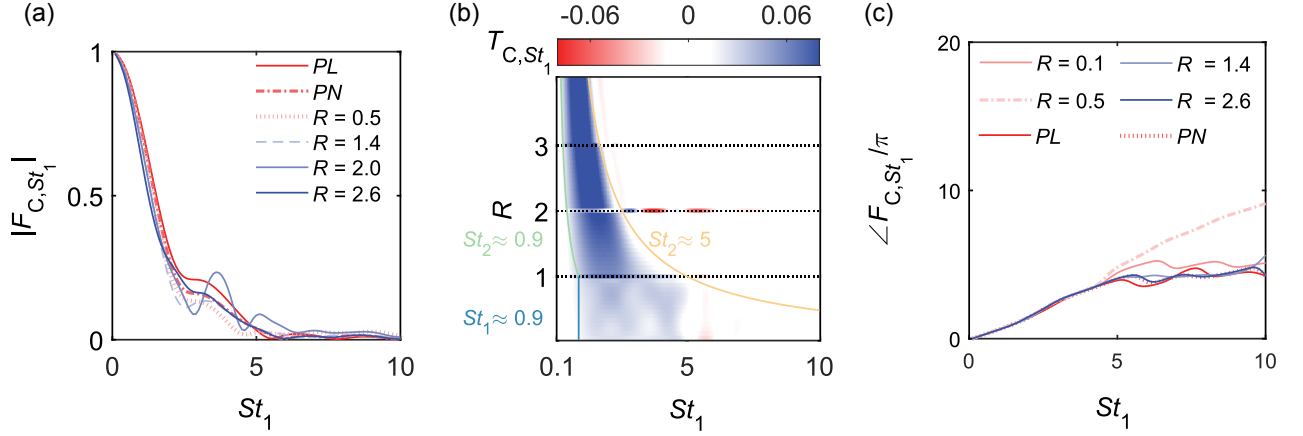 (a)
1
0.5
0
0
5
10
|F_C,St_1|
St_1
PL
PN
R = 0.5
R = 1.4
R = 2.0
R = 2.6
(b)
-0.06 0 0.06
T_C,St_1
R
3
2
1
St_2 ≈ 0.9
St_2 ≈ 5
St_1 ≈ 0.9
0.1 5 10
St_1
(c)
20
10
0
0 5 10
∠F_C,St_1/π
St_1
R = 0.1
R = 1.4
R = 0.5
R = 2.6
PL
PN